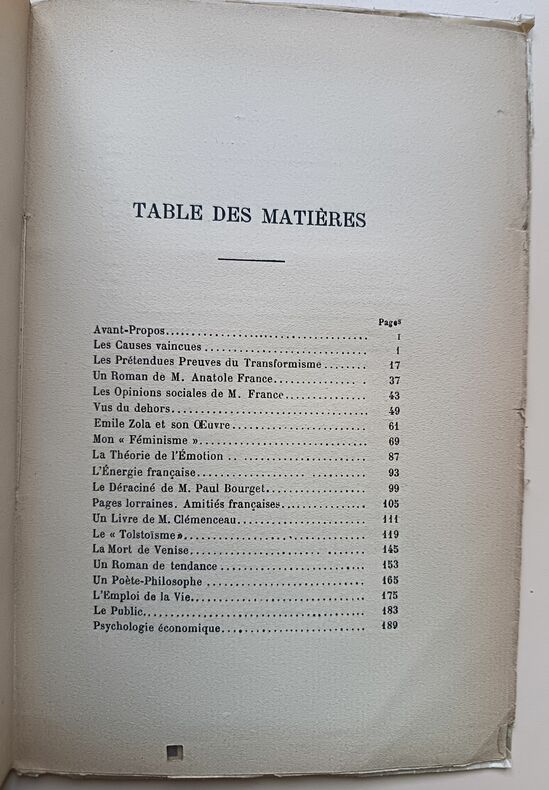 TABLE DES MATIÈRES
Pages
Avant-Propos.................................... I
Les Causes vaincues ............................ 1
Les Prétendues Preuves du Transformisme........ 17
Un Roman de M. Anatole France.................. 37
Les Opinions sociales de M. France............. 43
Vus du dehors.................................. 49
Emile Zola et son Œuvre........................ 61
Mon « Féminisme ».............................. 69
La Théorie de l'Émotion ....................... 87
L'Énergie française............................ 93
Le Déraciné de M. Paul Bourget................. 99
Pages lorraines. Amitiés françaises............ 105
Un Livre de M. Clémenceau...................... 111
Le « Tolstoïsme»............................... 119
La Mort de Venise.............................. 145
Un Roman de tendance .......................... 153
Un Poète-Philosophe ........................... 165
L'Emploi de la Vie............................. 175
Le Public...................................... 183
Psychologie économique......................... 189